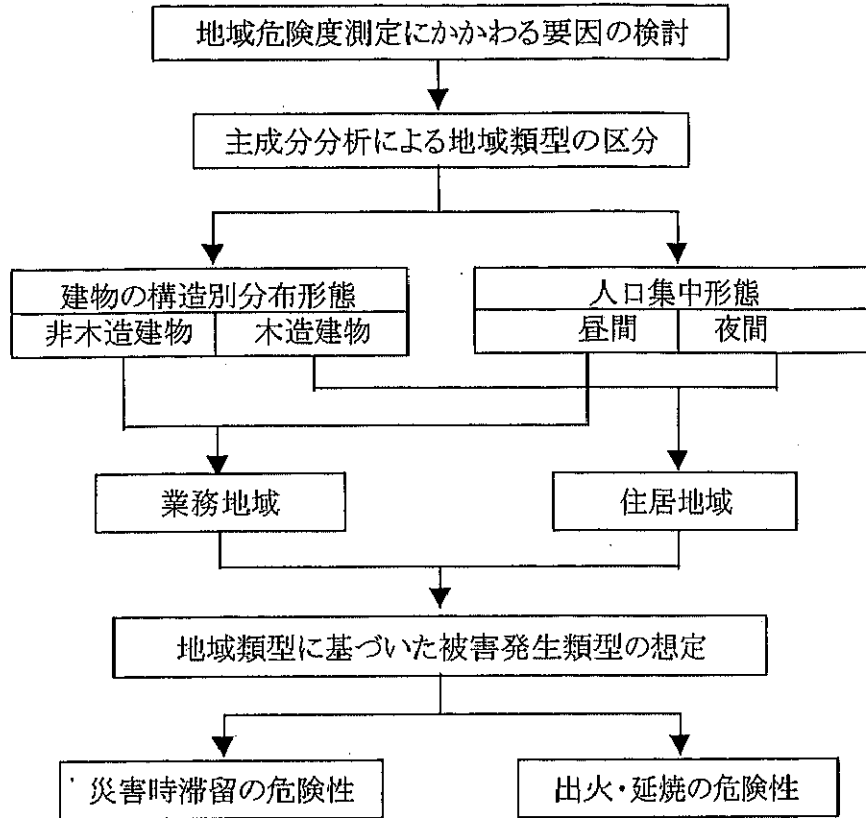 地域危険度測定にかかわる要因の検討
主成分分析による地域類型の区分
建物の構造別分布形態
非木造建物
木造建物
人口集中形態
昼間
夜間
業務地域
住居地域
地域類型に基づいた被害発生類型の想定
災害時滞留の危険性
出火・延焼の危険性